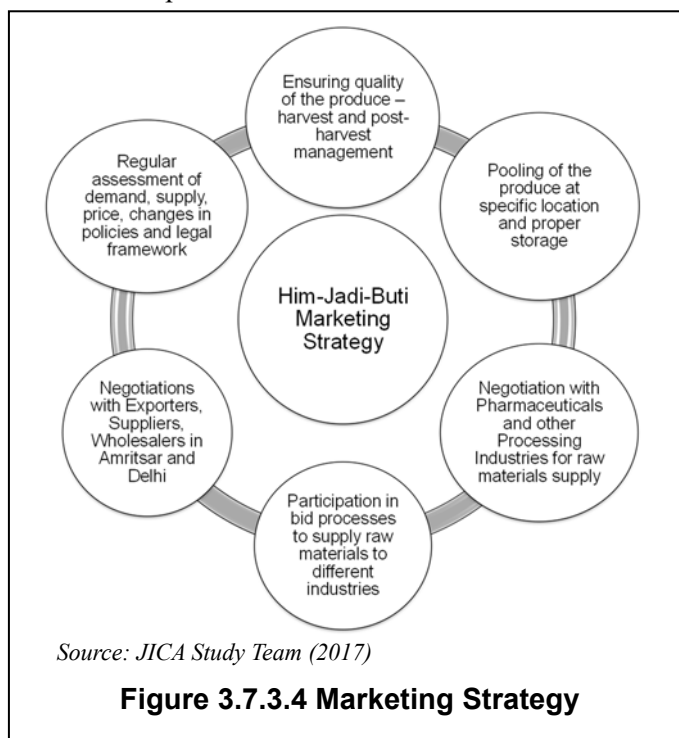 Ensuring quality
of the produce –
harvest and post-
harvest
management
Pooling of the
produce at
specific location
and proper
storage
Negotiation with
Pharmaceuticals
and other
Processing
Industries for raw
materials supply
Participation in
bid processes
to supply raw
materials to
different
industries
Negotiations
with Exporters,
Suppliers,
Wholesalers in
Amritsar and
Delhi
Regular
assessment of
demand, supply,
price, changes in
policies and legal
framework
Him-Jadi-Buti
Marketing
Strategy
Source: JICA Study Team (2017)
Figure 3.7.3.4 Marketing Strategy